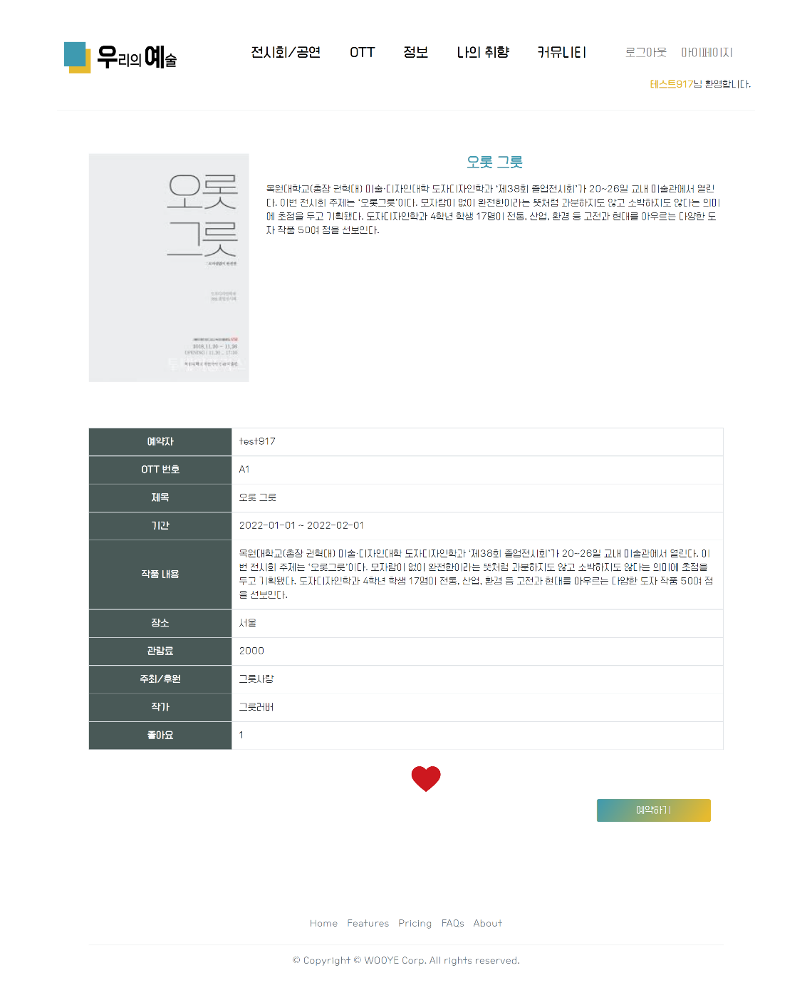 우리의 예술
전시회/공연 OTT 정보 나의 취향 커뮤니티 로그아웃 마이페이지
테스트917님 환영합니다.
오롯
그릇
2018.11.20 ~ 11.26
오롯 그릇
목원대학교(총장 권혁대) 미술·디자인대학 도자디자인학과 ‘제38회 졸업전시회’가 20~26일 교내 미술관에서 열린
다. 이번 전시회 주제는 ‘오롯그릇’이다. 모자람이 없이 완전한이라는 뜻처럼 과분하지도 않고 소박하지도 않다는 의미
에 초점을 두고 기획됐다. 도자디자인학과 4학년 학생 17명이 전통, 산업, 환경 등 고전과 현대를 아우르는 다양한 도
자 작품 50여 점을 선보인다.
예약자 test917
OTT 번호 A1
제목 오롯 그릇
기간 2022-01-01 ~ 2022-02-01
작품 내용
목원대학교(총장 권혁대) 미술·디자인대학 도자디자인학과 ‘제38회 졸업전시회’가 20~26일 교내 미술관에서 열린다. 이
번 전시회 주제는 ‘오롯그릇’이다. 모자람이 없이 완전한이라는 뜻처럼 과분하지도 않고 소박하지도 않다는 의미에 초점을
두고 기획됐다. 도자디자인학과 4학년 학생 17명이 전통, 산업, 환경 등 고전과 현대를 아우르는 다양한 도자 작품 50여 점
을 선보인다.
장소 서울
관람료 2000
주최/후원 그릇사랑
작가 그릇러버
좋아요 1
예약하기
Home Features Pricing FAQs About
© Copyright © WOOYE Corp. All rights reserved.